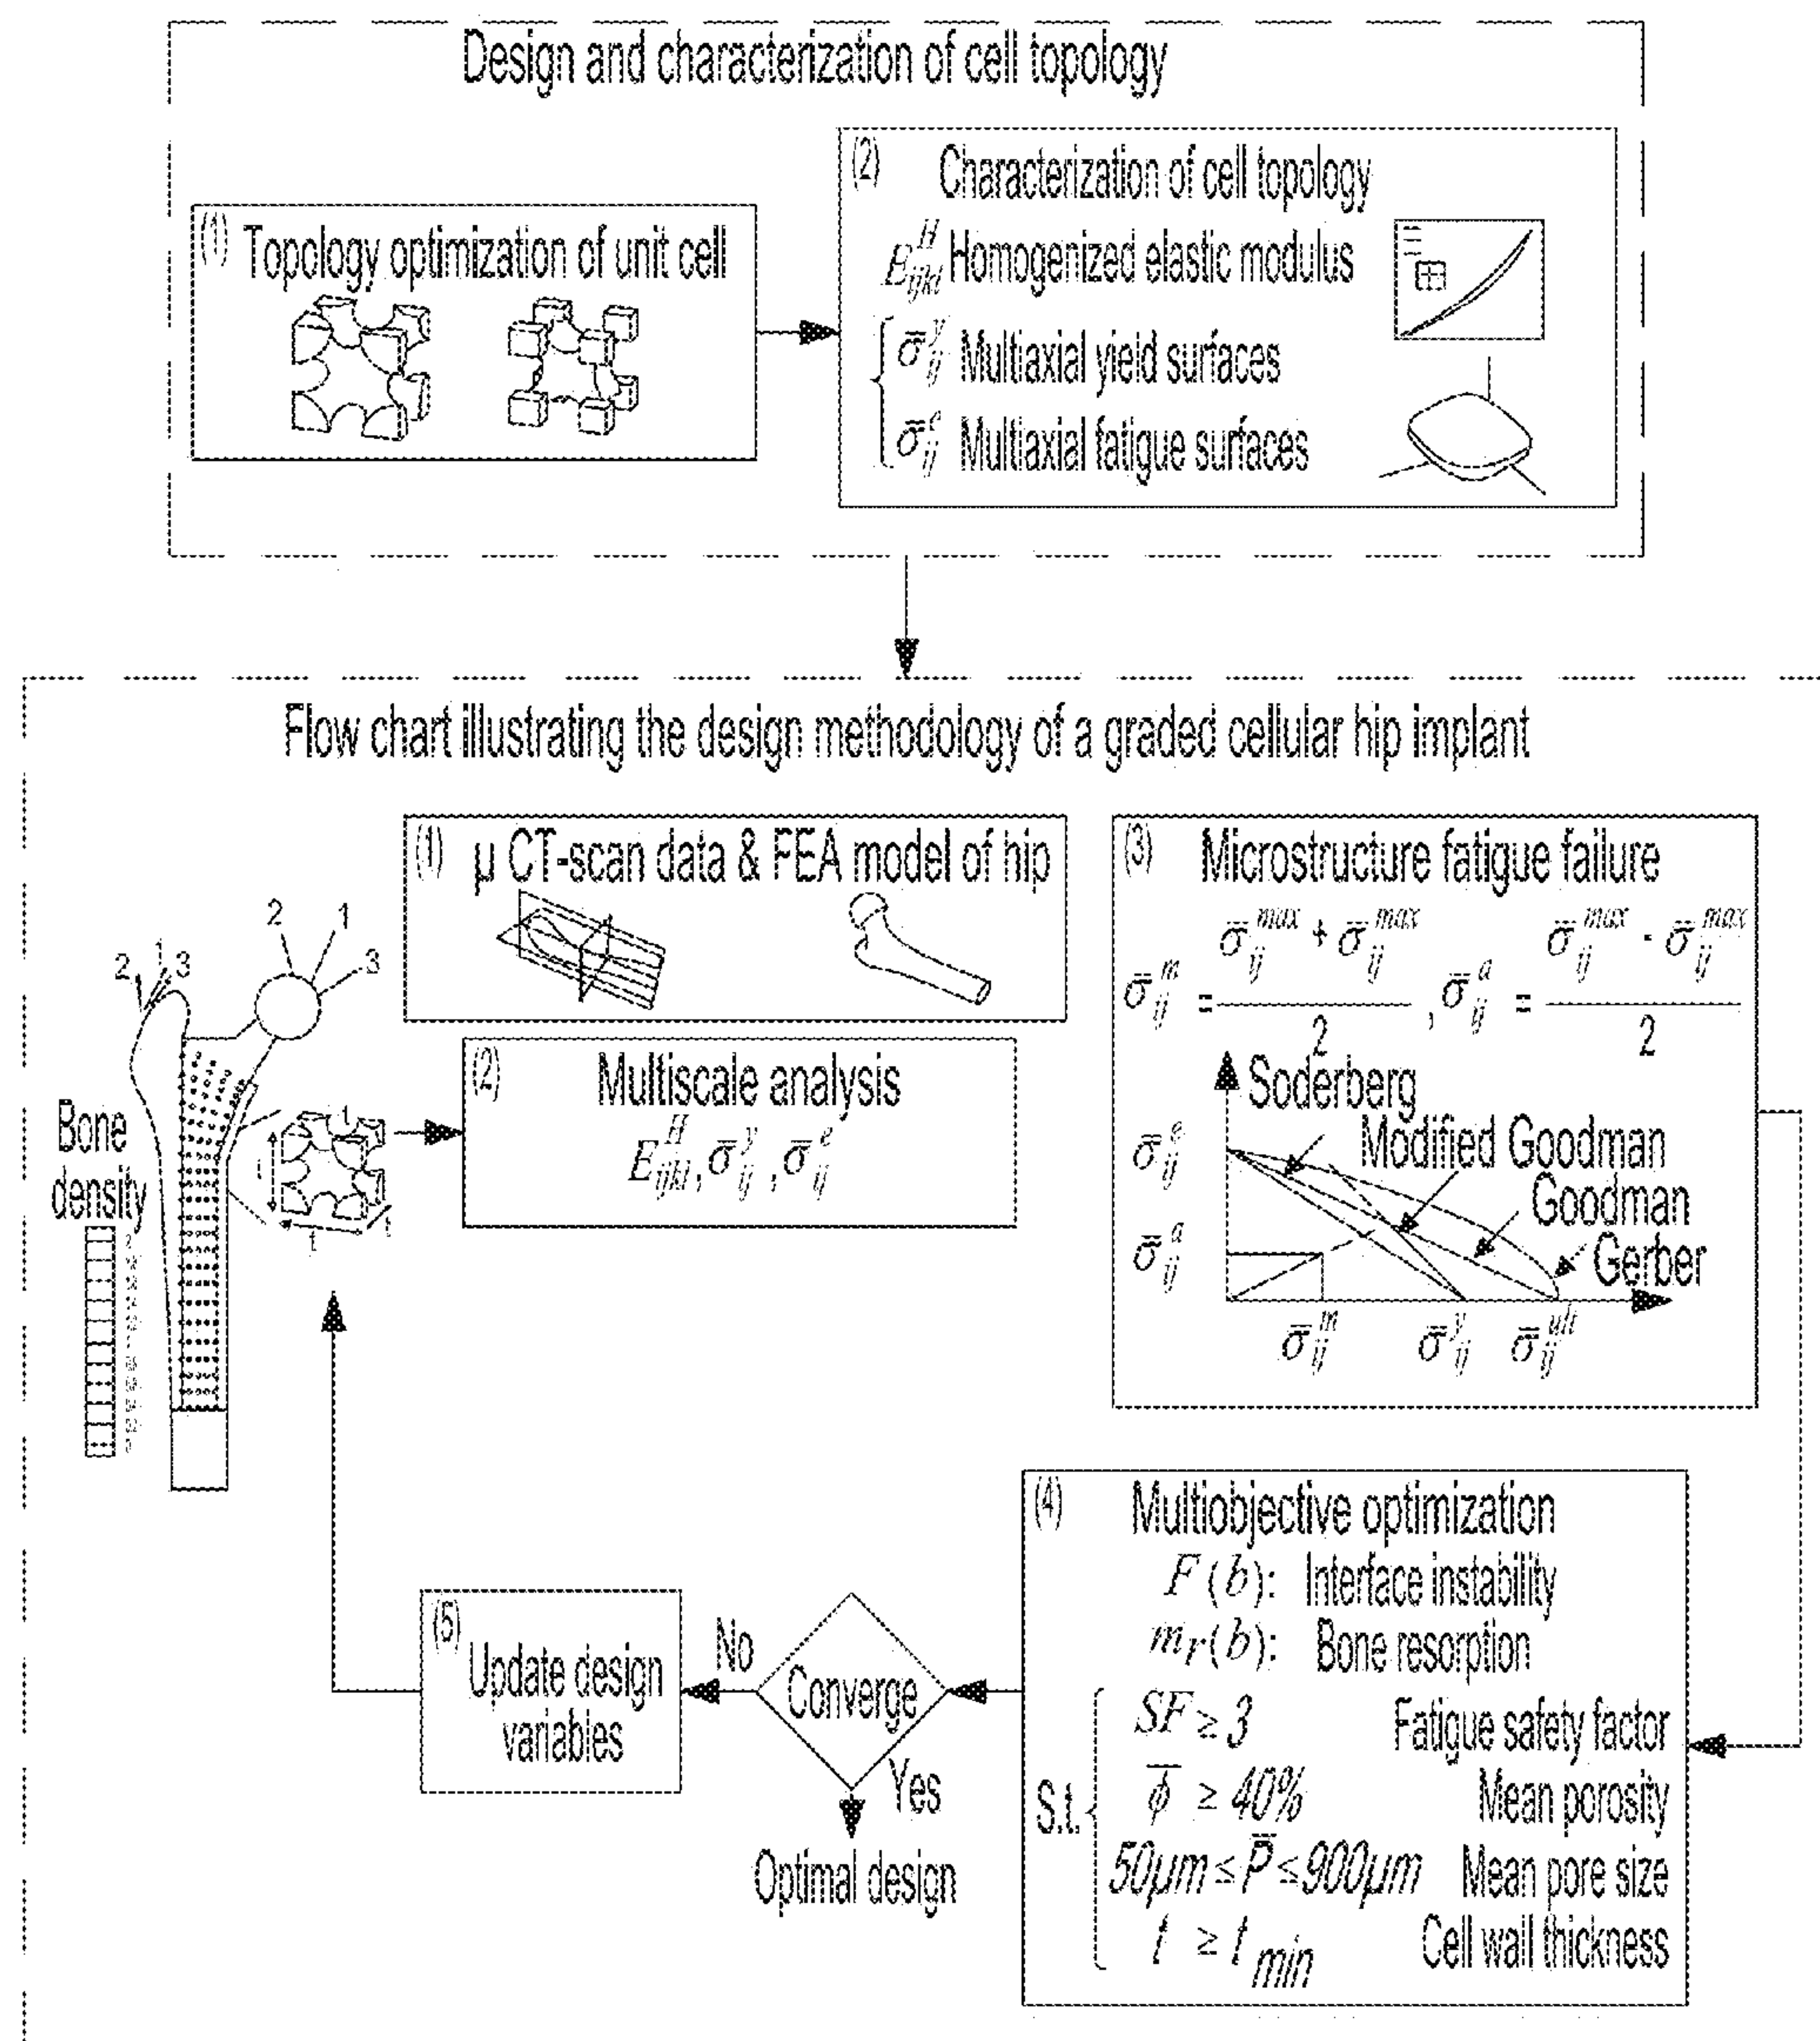 Design and characterization of cell topology
(1) Topology optimization of unit cell
(2) Characterization of cell topology
E^H_ijkl Homogenized elastic modulus
σ̅^y_ij Multiaxial yield surfaces
σ̅^e_ij Multiaxial fatigue surfaces
Flow chart illustrating the design methodology of a graded cellular hip implant
(1) μ CT-scan data & FEA model of hip
2 1 3
2 1 3
Bone
density
t
t
(2) Multiscale analysis
E^H_ijkl, σ̅^y_ij, σ̅^e_ij
(3) Microstructure fatigue failure
σ̅^m_ij = (σ̅^max_ij + σ̅^max_ij)/2, σ̅^a_ij = (σ̅^max_ij - σ̅^max_ij)/2
Soderberg
Modified Goodman
Goodman
Gerber
σ̅^e_ij
σ̅^a_ij
σ̅^m_ij σ̅^y_ij σ̅^ult_ij
(4) Multiobjective optimization
F(b): Interface instability
m_r(b): Bone resorption
S.t.
SF ≥ 3 Fatigue safety factor
ϕ̅ ≥ 40% Mean porosity
50μm ≤ P̅ ≤ 900μm Mean pore size
t ≥ t min Cell wall thickness
Converge
No
Yes
Optimal design
(5) Update design
variables